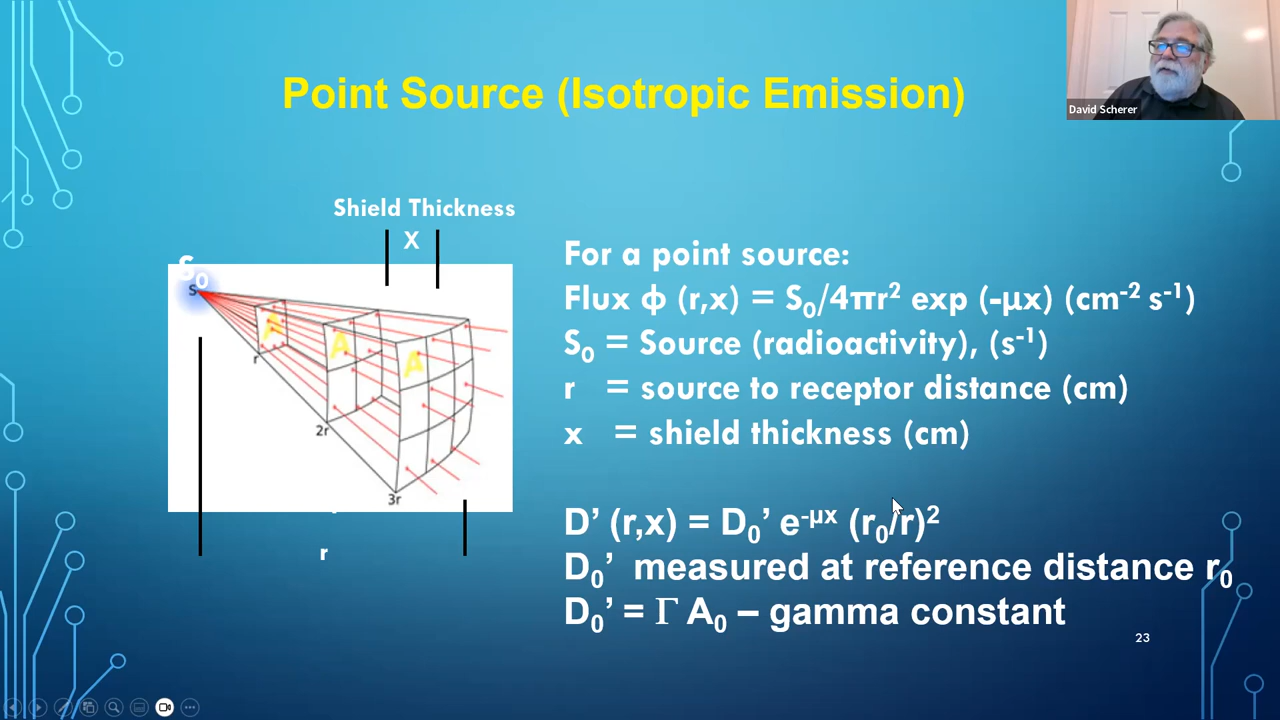 Point Source (Isotropic Emission)
David Scherer
Shield Thickness
X
S₀
S
A
A
A
r
2r
3r
r
For a point source:
Flux ϕ (r,x) = S₀/4πr² exp (-μx) (cm⁻² s⁻¹)
S₀ = Source (radioactivity), (s⁻¹)
r = source to receptor distance (cm)
x = shield thickness (cm)
D’ (r,x) = D₀’ e^-μx (r₀/r)²
D₀’ measured at reference distance r₀
D₀’ = Γ A₀ – gamma constant
23